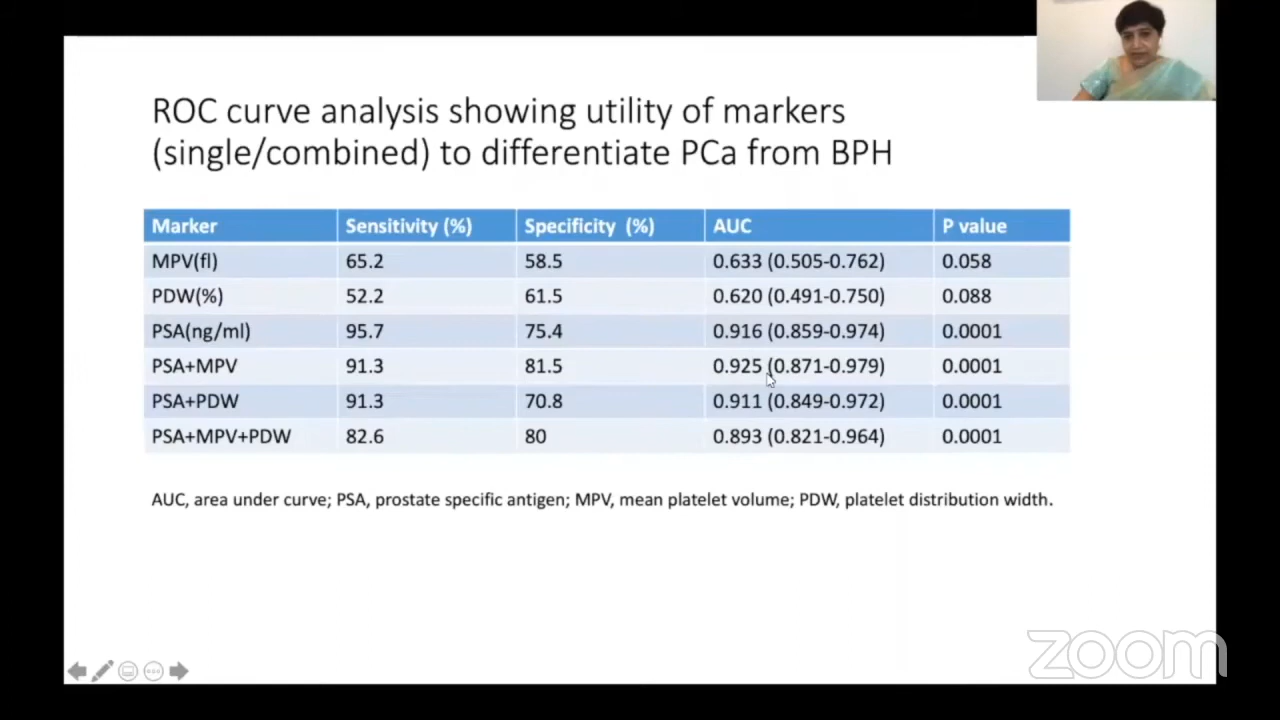 ROC curve analysis showing utility of markers
(single/combined) to differentiate PCa from BPH
Marker Sensitivity (%) Specificity (%) AUC P value
MPV(fl) 65.2 58.5 0.633 (0.505-0.762) 0.058
PDW(%) 52.2 61.5 0.620 (0.491-0.750) 0.088
PSA(ng/ml) 95.7 75.4 0.916 (0.859-0.974) 0.0001
PSA+MPV 91.3 81.5 0.925 (0.871-0.979) 0.0001
PSA+PDW 91.3 70.8 0.911 (0.849-0.972) 0.0001
PSA+MPV+PDW 82.6 80 0.893 (0.821-0.964) 0.0001
AUC, area under curve; PSA, prostate specific antigen; MPV, mean platelet volume; PDW, platelet distribution width.
zoom